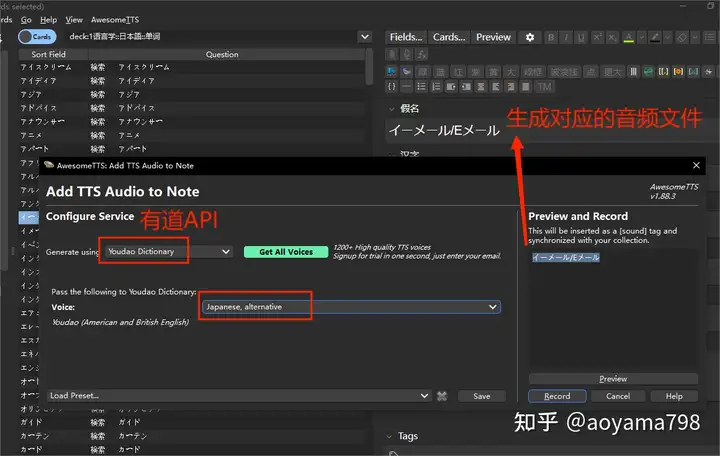 ds selected)
ds Go Help View AwesomeTTS
Cards
deck:1语言学::日本語::单词
Sort Field Question
アイスクリーム 検索 アイスクリーム
アイディア 検索 アイディア
アジア 検索 アジア
アドバイス 検索 アドバイス
アナウンサー 検索 アナウンサー
アニメ 検索 アニメ
アパート 検索 アパート
Fields... Cards... Preview
B I U A
TM
假名
イーメール/Eメール
汉字
生成对应的音频文件
AwesomeTTS: Add TTS Audio to Note
Add TTS Audio to Note
AwesomeTTS
v1.88.3
Configure Service
有道API
Generate using Youdao Dictionary
Get All Voices
1200+ High quality TTS voices
Signup for trial in one second, just enter your email.
Pass the following to Youdao Dictionary:
Voice: Japanese, alternative
Youdao (American and British English)
Preview and Record
This will be inserted as a [sound] tag and
synchronized with your collection.
イーメール/Eメール
Preview
Load Preset...
Save
Record Cancel Help
ガイド 検索 ガイド
カーテン 検索 カーテン
カード 検索 カード
Tags
知乎 @aoyama798